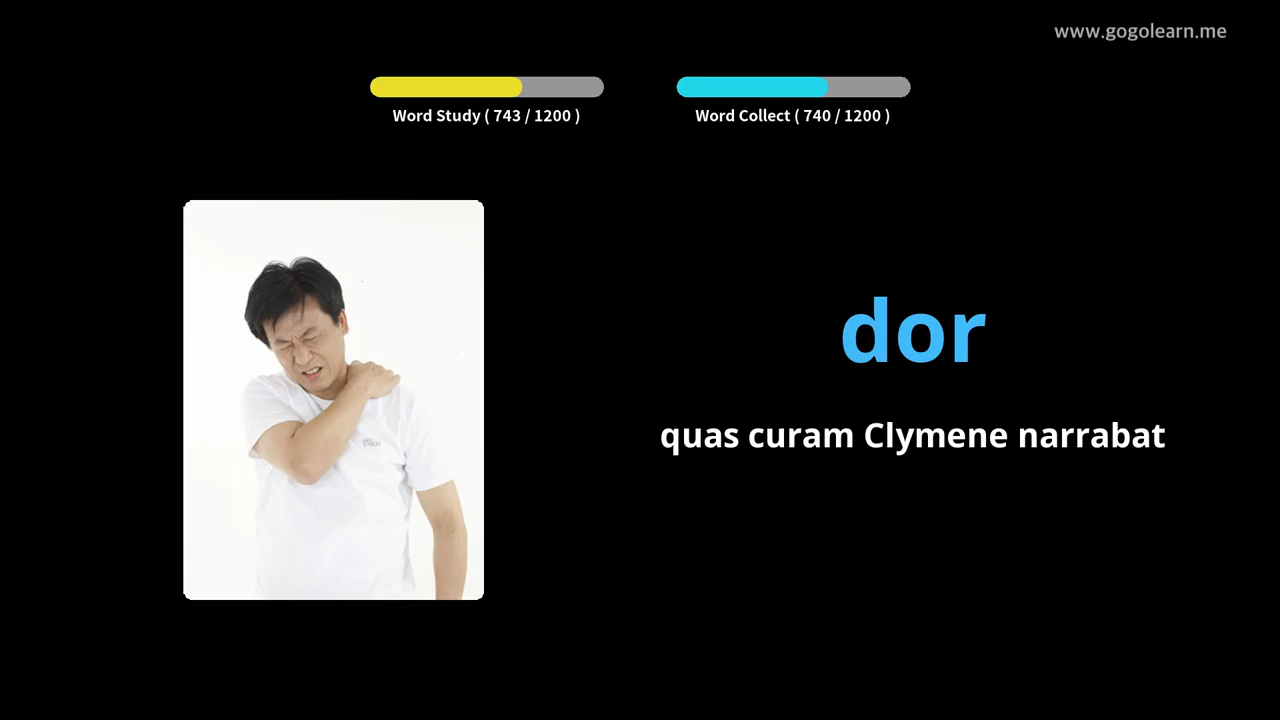 www.gogolearn.me
Word Study ( 743 / 1200 )
Word Collect ( 740 / 1200 )
dor
quas curam Clymene narrabat